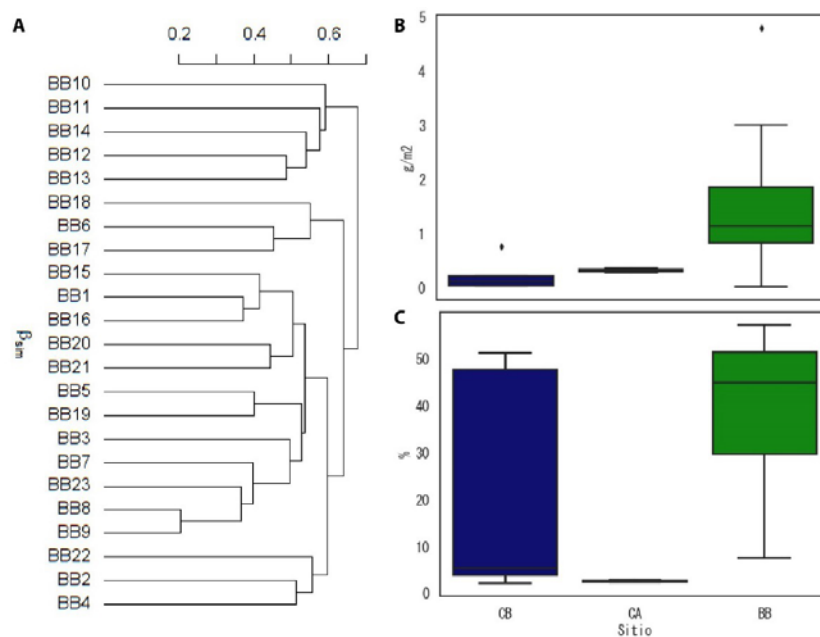 A
0.2 0.4 0.6
BB10
BB11
BB14
BB12
BB13
BB18
BB6
BB17
BB15
BB1
BB16
BB20
BB21
BB5
BB19
BB3
BB7
BB23
BB8
BB9
BB22
BB2
BB4
βsim
B
5
4
3
2
1
0
g/m2
C
50
40
30
20
10
0
%
CB CA BB
Sitio